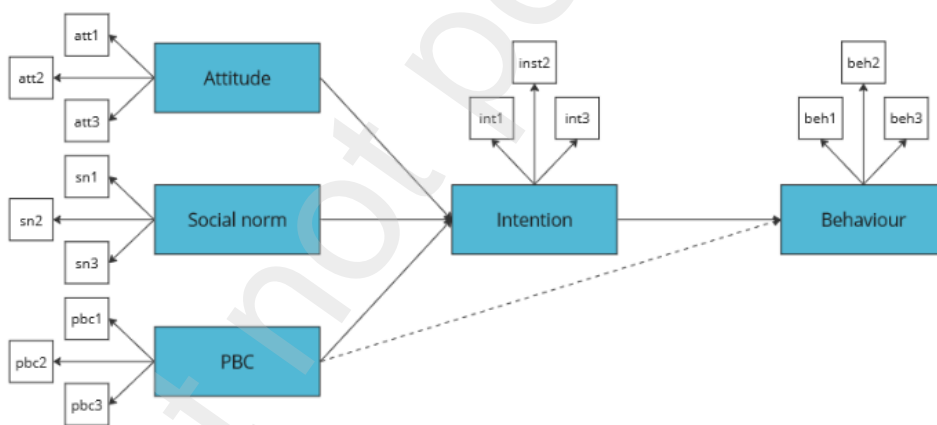 att1
att2
att3
Attitude
sn1
sn2
sn3
Social norm
pbc1
pbc2
pbc3
PBC
int1
inst2
int3
Intention
beh1
beh2
beh3
Behaviour
not